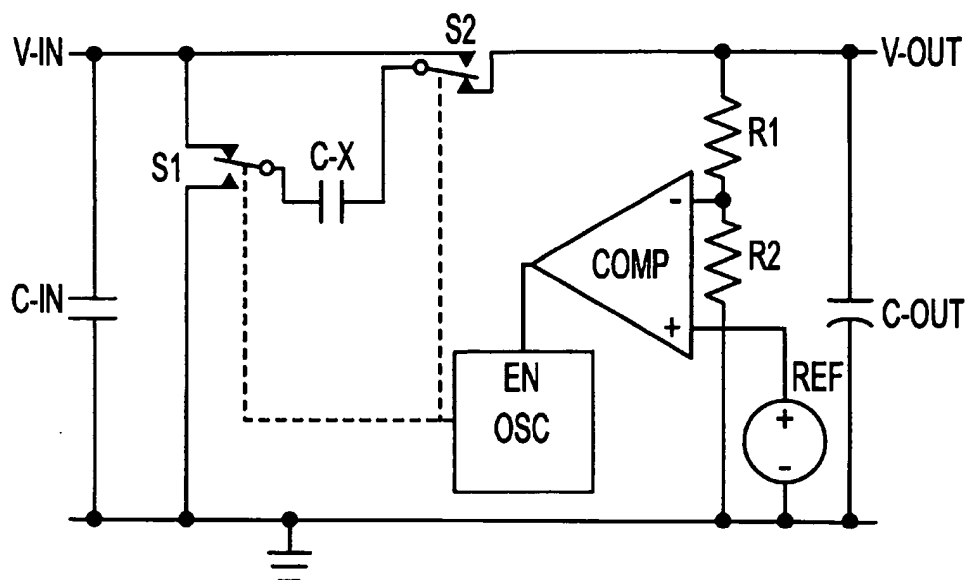 V-IN
S2
V-OUT
R1
S1
C-X
-
COMP
R2
C-IN
+
C-OUT
EN
OSC
REF
+
-